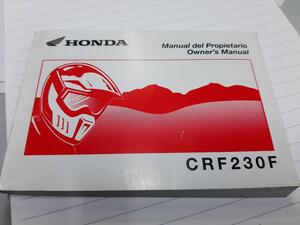 HONDA
Manual del Propietario
Owner's Manual
CRF230F